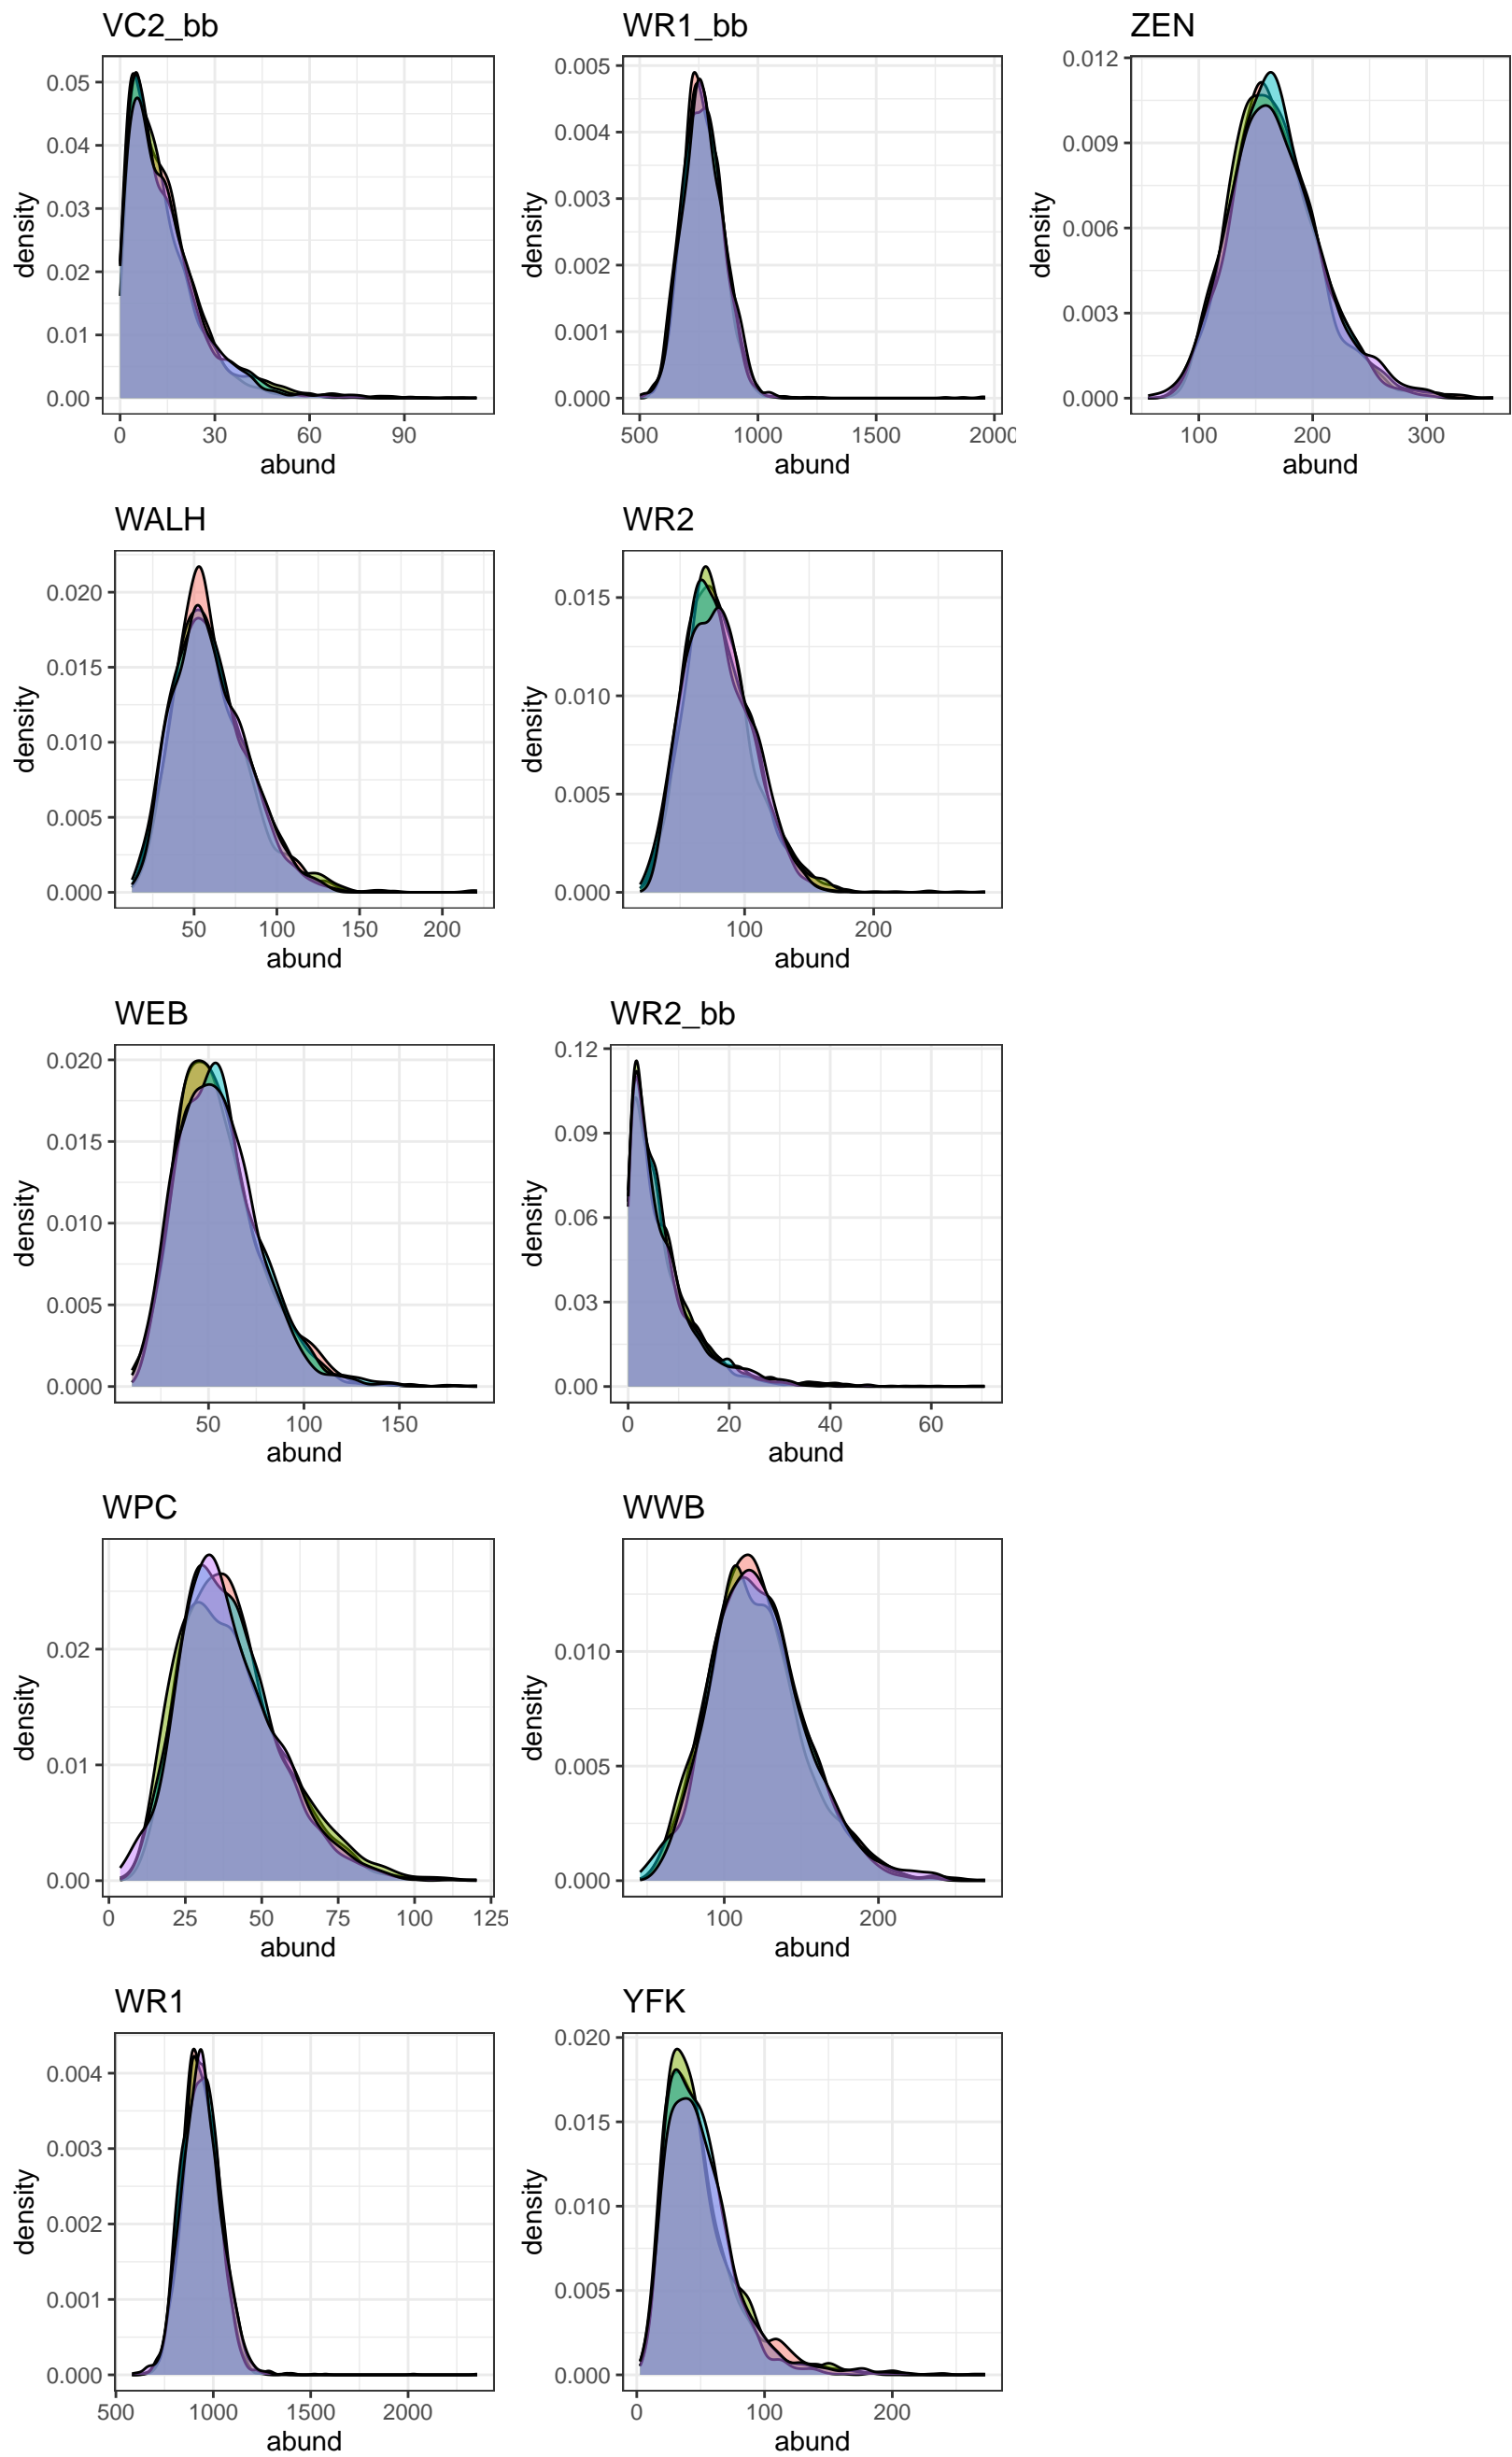 VC2_bb
WR1_bb
ZEN
density
0.05
0.04
0.03
0.02
0.01
0.00
0
30
60
90
abund
density
0.005
0.004
0.003
0.002
0.001
0.000
500
1000
1500
2000
abund
density
0.012
0.009
0.006
0.003
0.000
100
200
300
abund
WALH
WR2
density
0.020
0.015
0.010
0.005
0.000
50
100
150
200
abund
density
0.015
0.010
0.005
0.000
100
200
abund
WEB
WR2_bb
density
0.020
0.015
0.010
0.005
0.000
50
100
150
abund
density
0.12
0.09
0.06
0.03
0.00
0
20
40
60
abund
WPC
WWB
density
0.02
0.01
0.00
0
25
50
75
100
125
abund
density
0.010
0.005
0.000
100
200
abund
WR1
YFK
density
0.004
0.003
0.002
0.001
0.000
500
1000
1500
2000
abund
density
0.020
0.015
0.010
0.005
0.000
0
100
200
abund